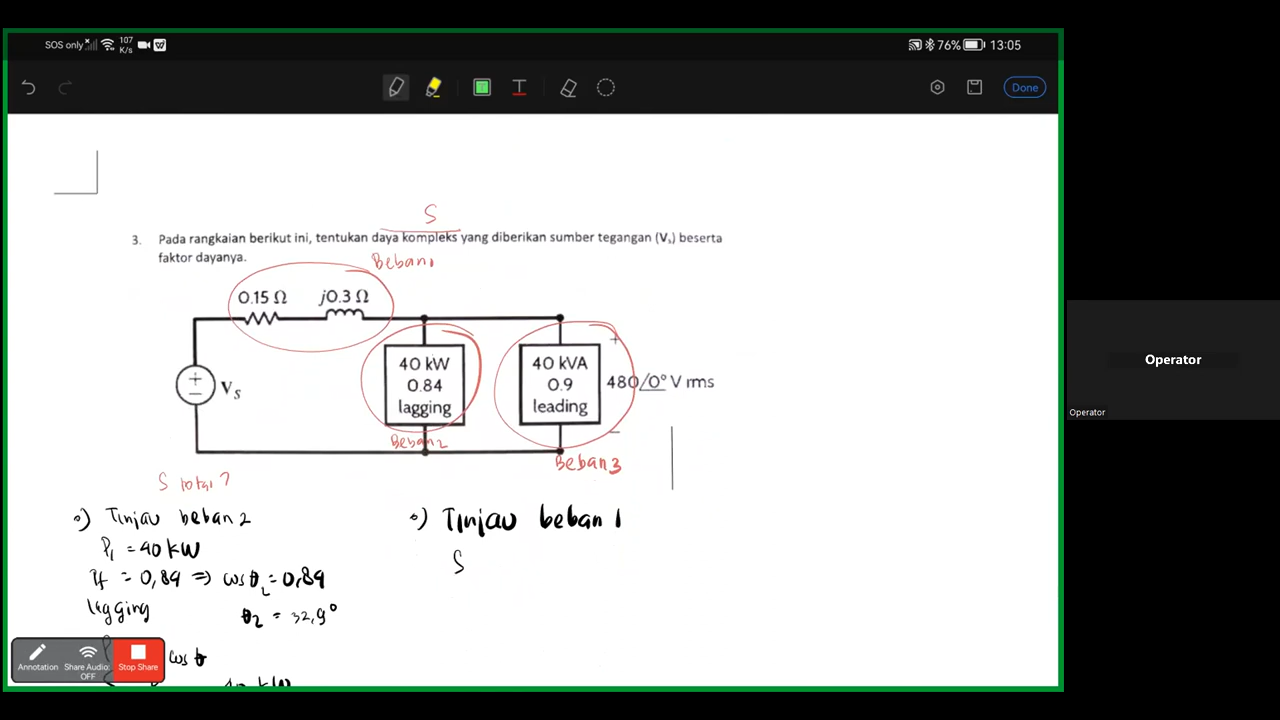 SOS only 107 K/s 76% 13:05
T Done
S
3. Pada rangkaian berikut ini, tentukan daya kompleks yang diberikan sumber tegangan (Vs) beserta
faktor dayanya.
Beban1
0.15 Ω j0.3 Ω
40 kW 40 kVA
0.84 0.9
lagging leading
+
480/0° V rms
−
+
−
Vs
Beban2
Beban3
S total ?
•) Tinjau beban 2 •) Tinjau beban 1
P1 = 40 kW S
= 0,84 ⇒ cos θ2 = 0,84
lagging θ2 = 32,9°
cos θ
40 kW
Annotation Share Audio: OFF Stop Share
Operator
Operator